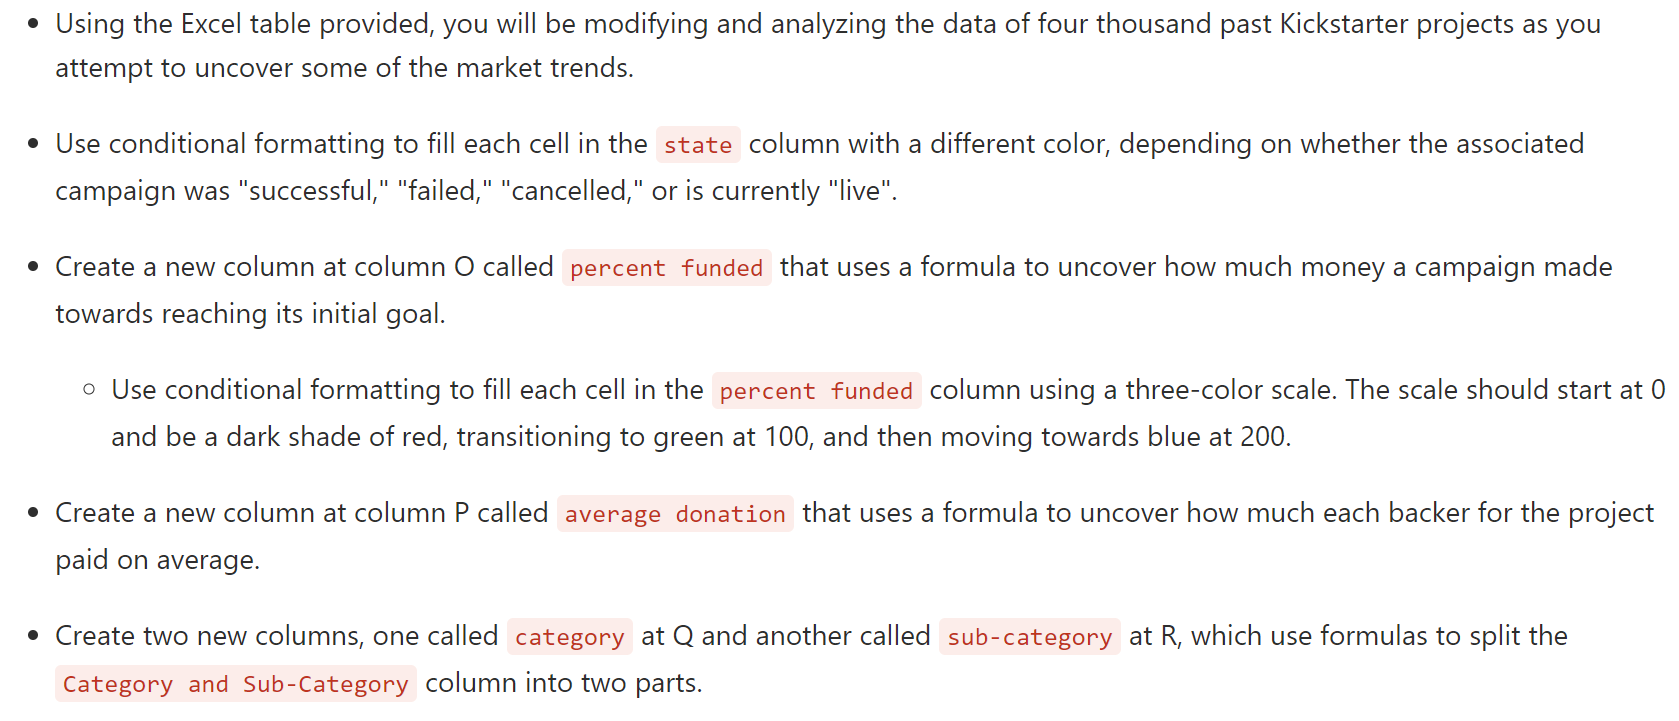 Using the Excel table provided, you will be modifying and analyzing the data of four thousand past Kickstarter projects as you
attempt to uncover some of the market trends.
Use conditional formatting to fill each cell in the state column with a different color, depending on whether the associated
campaign was "successful," "failed," "cancelled," or is currently "live".
Create a new column at column O called percent funded that uses a formula to uncover how much money a campaign made
towards reaching its initial goal.
Use conditional formatting to fill each cell in the percent funded column using a three-color scale. The scale should start at 0
and be a dark shade of red, transitioning to green at 100, and then moving towards blue at 200.
Create a new column at column P called average donation that uses a formula to uncover how much each backer for the project
paid on average.
Create two new columns, one called category at Q and another called sub-category at R, which use formulas to split the
Category and Sub-Category column into two parts.